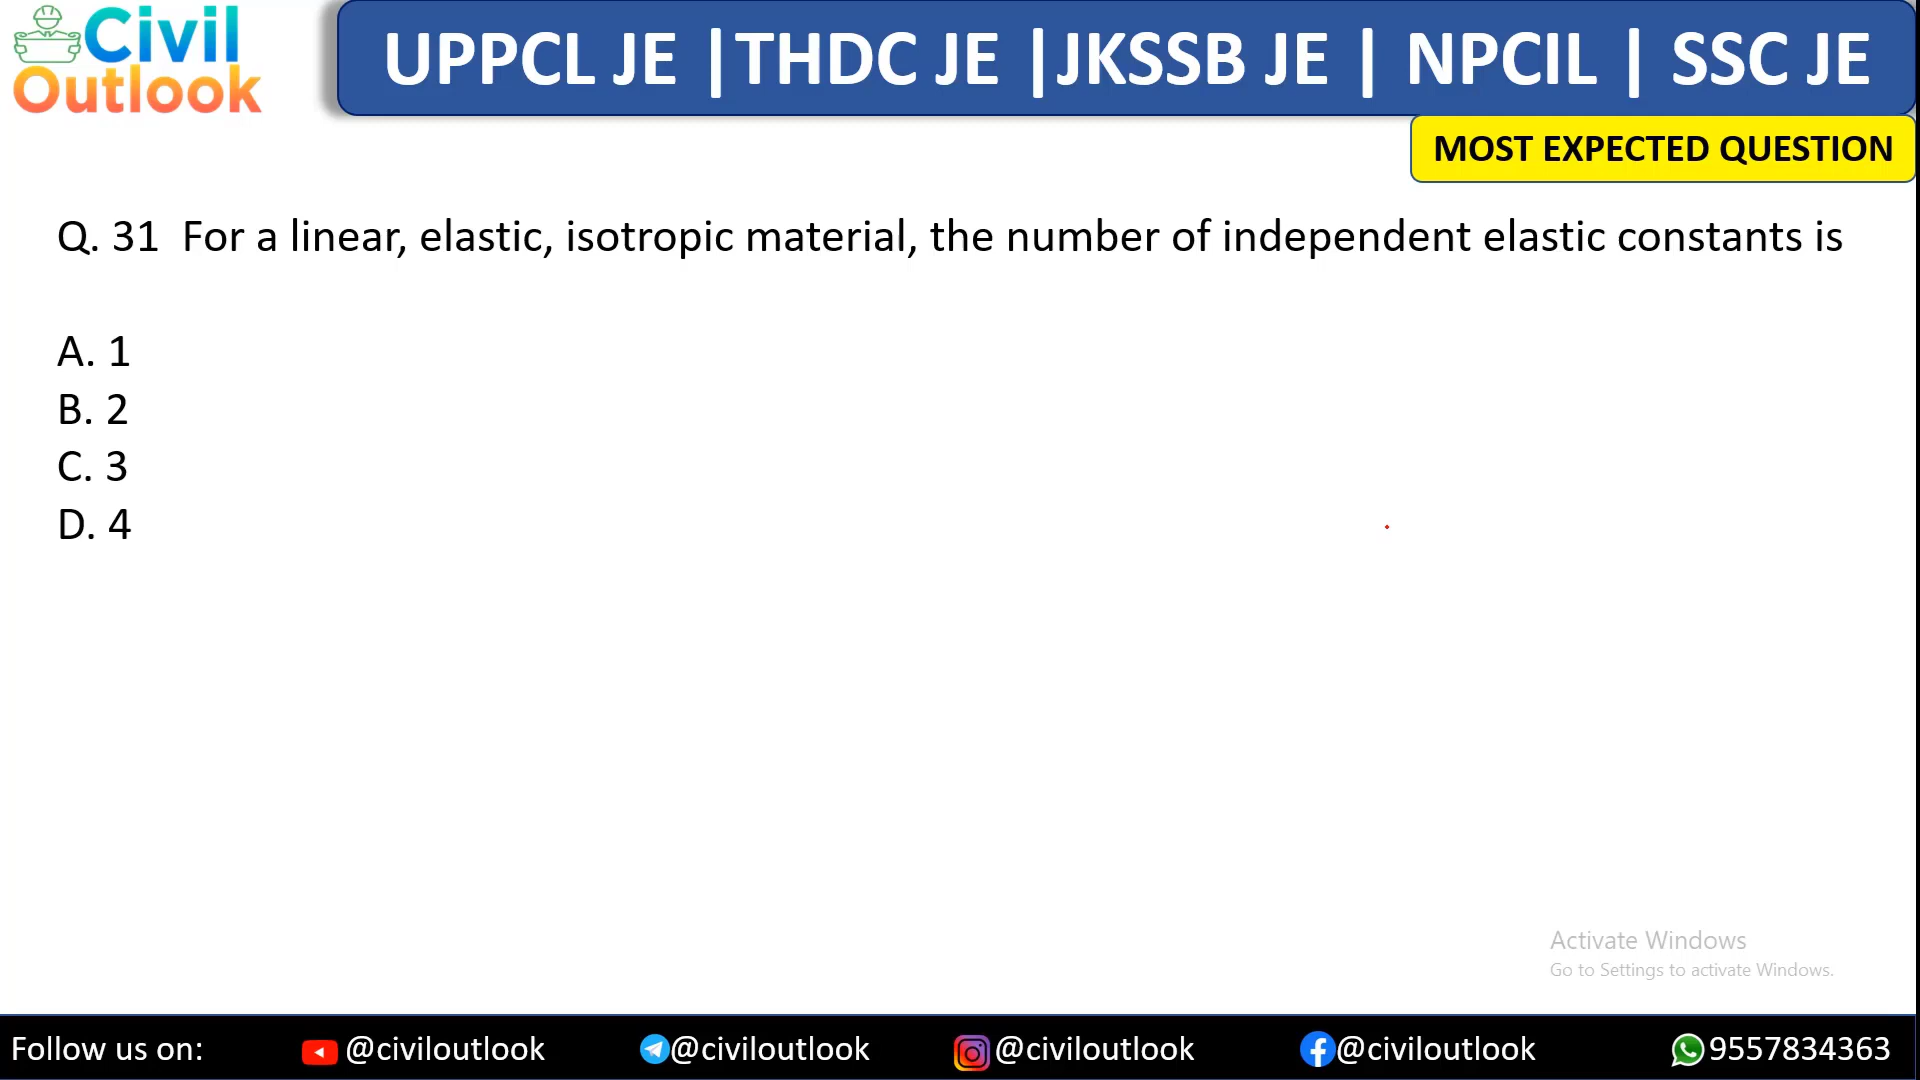 Civil
Outlook
UPPCL JE | THDC JE | JKSSB JE | NPCIL | SSC JE
MOST EXPECTED QUESTION
Q. 31 For a linear, elastic, isotropic material, the number of independent elastic constants is
A. 1
B. 2
C. 3
D. 4
Activate Windows
Go to Settings to activate Windows.
Follow us on: @civiloutlook @civiloutlook @civiloutlook @civiloutlook 9557834363